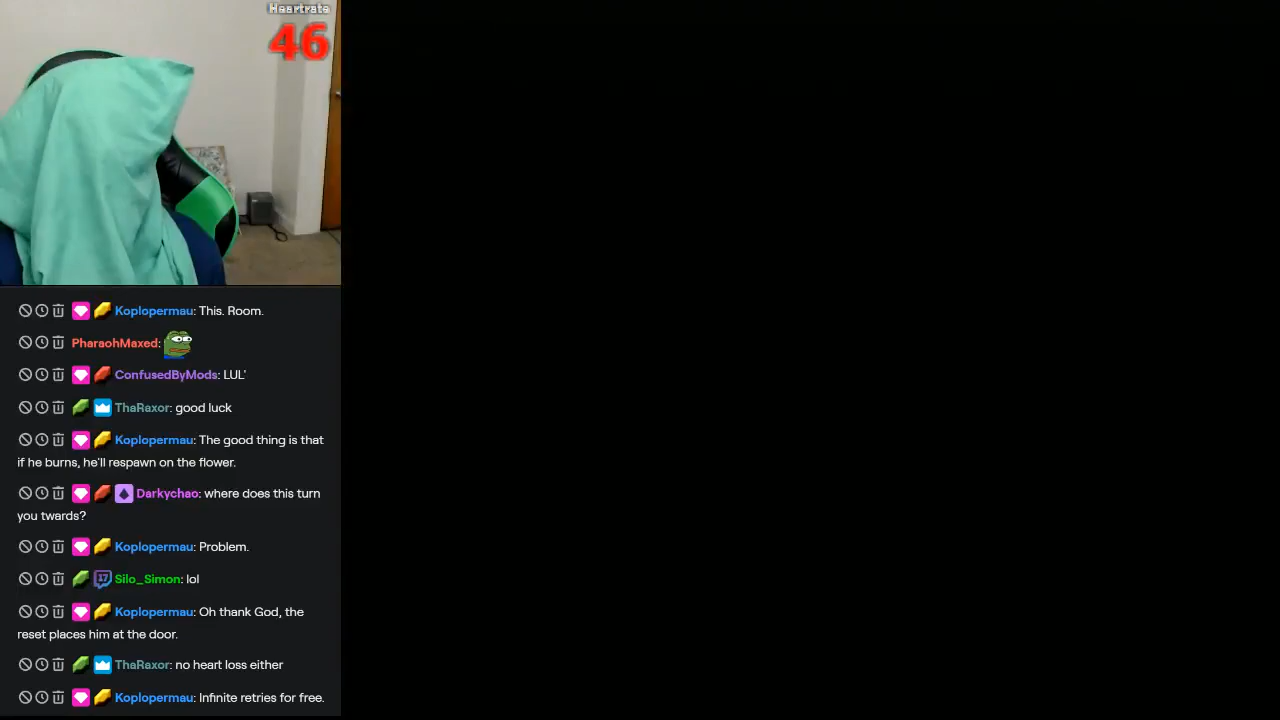 Heartrate
46
Koplopermau: This. Room.
PharaohMaxed:
ConfusedByMods: LUL'
ThaRaxor: good luck
Koplopermau: The good thing is that
if he burns, he'll respawn on the flower.
Darkychao: where does this turn
you twards?
Koplopermau: Problem.
17 Silo_Simon: lol
Koplopermau: Oh thank God, the
reset places him at the door.
ThaRaxor: no heart loss either
Koplopermau: Infinite retries for free.